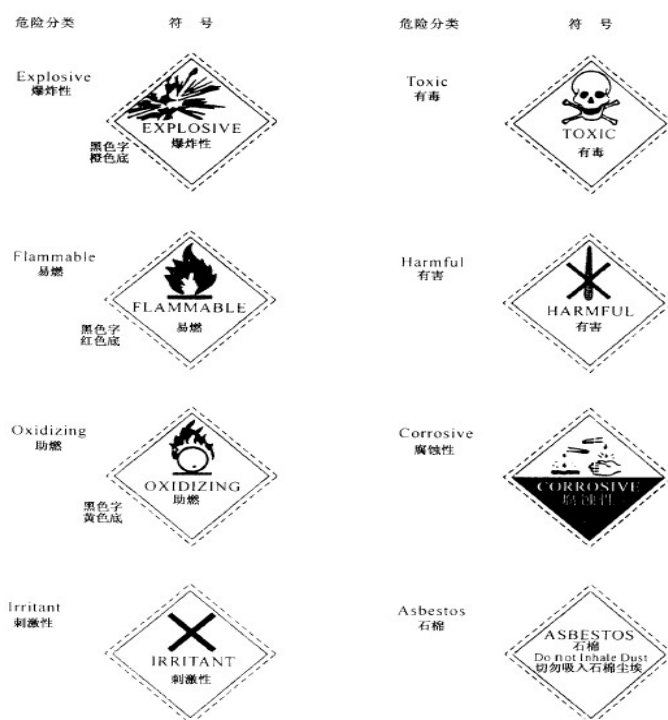 危险分类 符 号
Explosive
爆炸性
EXPLOSIVE
爆炸性
黑色字
橙色底
Flammable
易燃
FLAMMABLE
易燃
黑色字
红色底
Oxidizing
助燃
OXIDIZING
助燃
黑色字
黄色底
Irritant
刺激性
IRRITANT
刺激性
危险分类 符 号
Toxic
有毒
TOXIC
有毒
Harmful
有害
HARMFUL
有害
Corrosive
腐蚀性
CORROSIVE
腐蚀性
Asbestos
石棉
ASBESTOS
石棉
Do not Inhale Dust
切勿吸入石棉尘埃